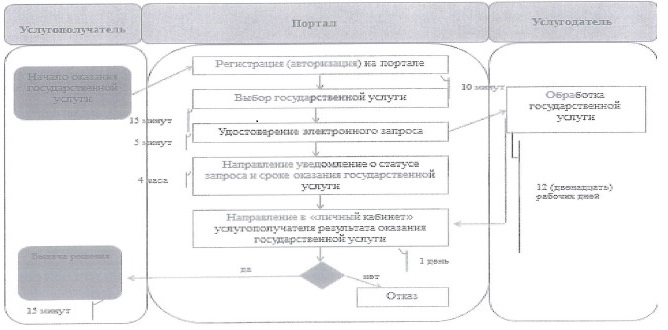 Услугополучатель
Портал
Услугодатель
Начало оказания
государственной
услуги
Регистрация (авторизация) на портале
10 минут
Выбор государственной услуги
Обработка
государственной
услуги
15 минут
Удостоверение электронного запроса
5 минут
Направление уведомление о статусе
запроса и сроке оказания государственной
услуги
4 часа
12 (двенадцать)
рабочих дней
Направление в «личный кабинет»
услугополучателя результата оказания
государственной услуги
1 день
Выдача решения
да
нет
Отказ
15 минут